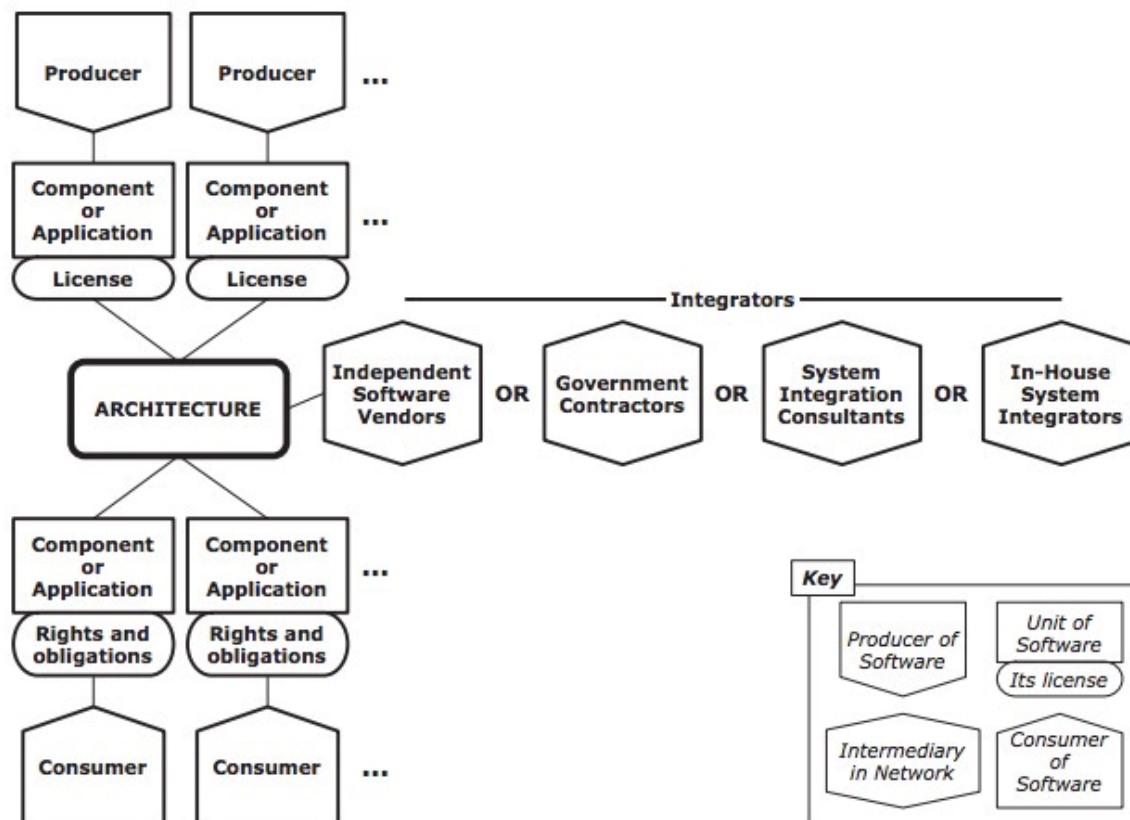 Producer
Producer
...
Component
or
Application
Component
or
Application
...
License
License
Integrators
ARCHITECTURE
Independent
Software
Vendors
OR
Government
Contractors
OR
System
Integration
Consultants
OR
In-House
System
Integrators
Component
or
Application
Component
or
Application
...
Rights and
obligations
Rights and
obligations
Consumer
Consumer
...
Key
Producer of
Software
Unit of
Software
Its license
Intermediary
in Network
Consumer
of
Software